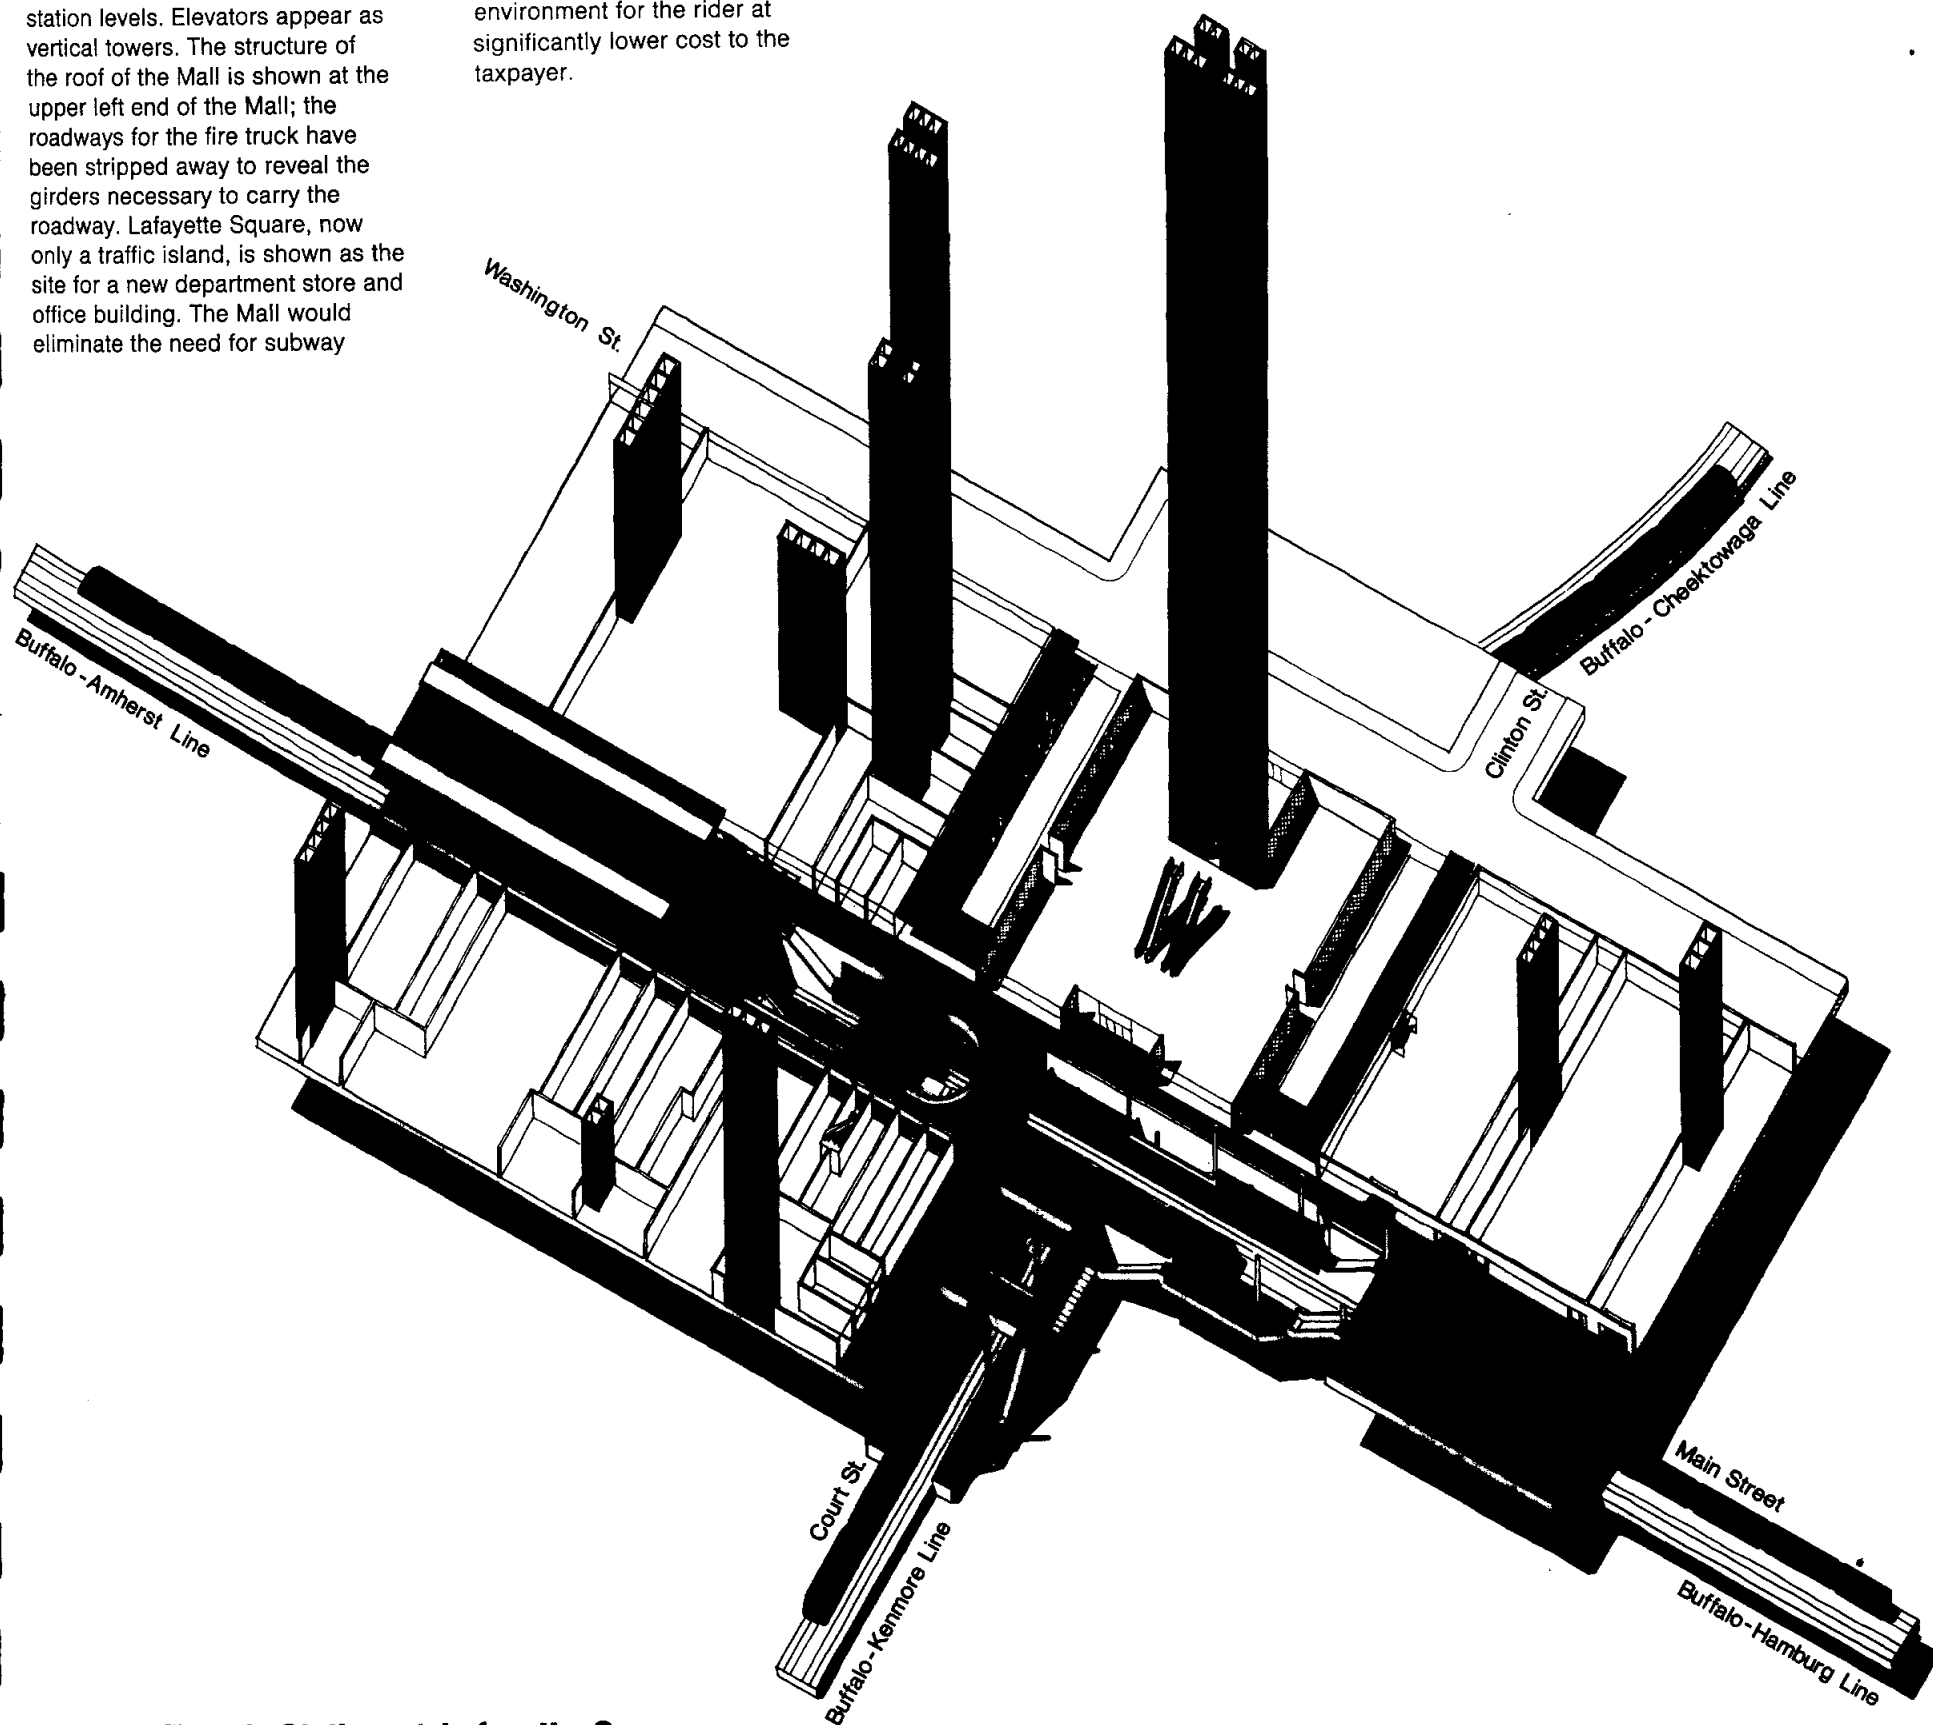 station levels. Elevators appear as
vertical towers. The structure of
the roof of the Mall is shown at the
upper left end of the Mall; the
roadways for the fire truck have
been stripped away to reveal the
girders necessary to carry the
roadway. Lafayette Square, now
only a traffic island, is shown as the
site for a new department store and
office building. The Mall would
eliminate the need for subway
environment for the rider at
significantly lower cost to the
taxpayer.
Washington St.
Buffalo-Cheektowaga Line
Clinton St.
Buffalo-Amherst Line
Court St.
Buffalo-Kenmore Line
Main Street
Buffalo-Hamburg Line